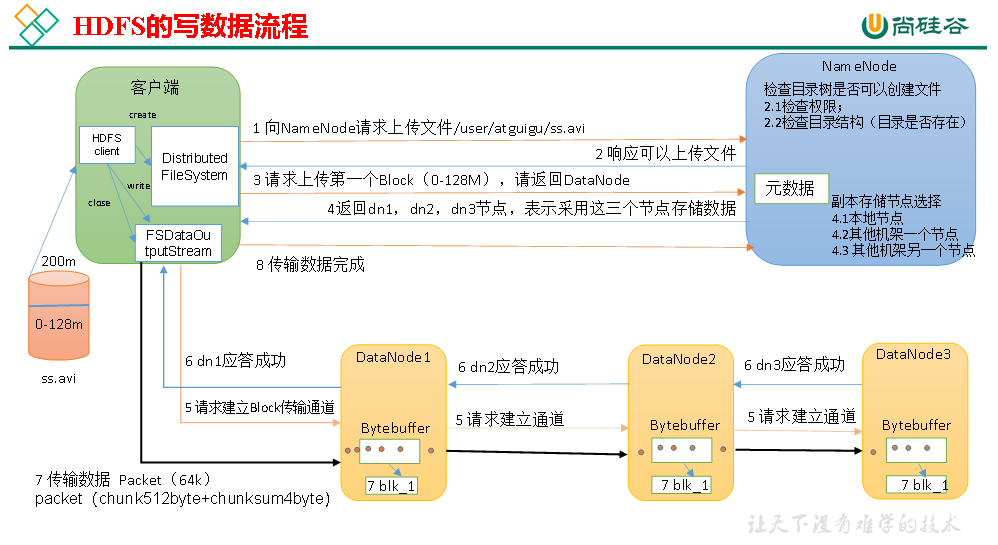 HDFS的写数据流程
尚硅谷
客户端
create
HDFS
client
Distributed
FileSystem
write
close
FSDataOu
tputStream
200m
0-128m
ss.avi
1 向NameNode请求上传文件/user/atguigu/ss.avi
2 响应可以上传文件
3 请求上传第一个Block（0-128M），请返回DataNode
4返回dn1，dn2，dn3节点，表示采用这三个节点存储数据
8 传输数据完成
NameNode
检查目录树是否可以创建文件
2.1检查权限；
2.2检查目录结构（目录是否存在）
元数据
副本存储节点选择
4.1本地节点
4.2其他机架一个节点
4.3 其他机架另一个节点
6 dn1应答成功
5 请求建立Block传输通道
DataNode1
Bytebuffer
7 blk_1
6 dn2应答成功
5 请求建立通道
DataNode2
Bytebuffer
7 blk_1
6 dn3应答成功
5 请求建立通道
DataNode3
Bytebuffer
7 blk_1
7 传输数据 Packet（64k）
packet（chunk512byte+chunksum4byte）
让天下没有难学的技术